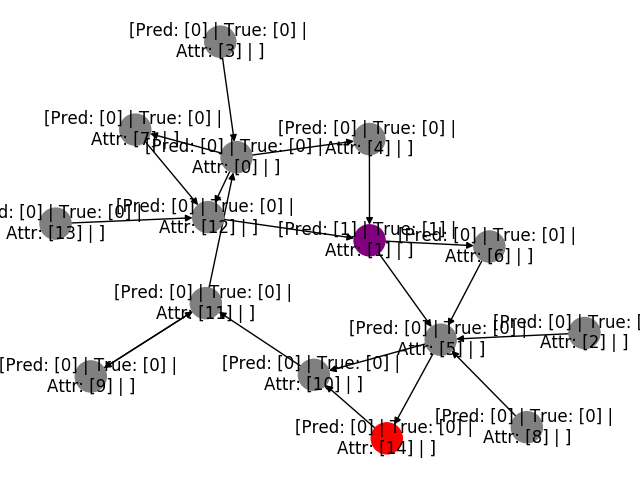 [Pred: [0] | True: [0] |
Attr: [3] | ]
[Pred: [0] | True: [0] |
Attr: [7] | ]
[Pred: [0] | True: [0] |
Attr: [4] | ]
[Pred: [0] | True: [0] |
Attr: [0] | ]
[Pred: [0] | True: [0] |
Attr: [12] | ]
d: [0] | True: [0] |
Attr: [13] | ]
[Pred: [1] | True: [1] |
Attr: [1] | ]
[Pred: [0] | True: [0] |
Attr: [6] | ]
[Pred: [0] | True: [0] |
Attr: [11] | ]
[Pred: [0] | True: [0] |
Attr: [5] | ]
[Pred: [0] | True: [0]
Attr: [2] | ]
[Pred: [0] | True: [0] |
Attr: [9] | ]
[Pred: [0] | True: [0] |
Attr: [10] | ]
[Pred: [0] | True: [0] |
Attr: [14] | ]
[Pred: [0] | True: [0] |
Attr: [8] | ]